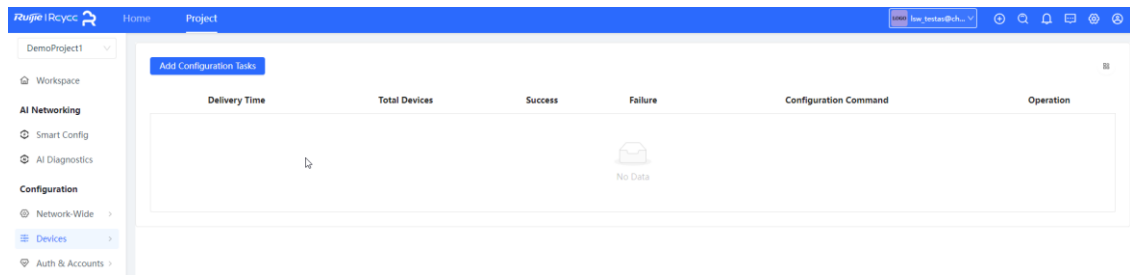 Ruijie | Rcycc Home Project LOGO lsw_testas@ch...
DemoProject1
Add Configuration Tasks
Workspace
Delivery Time Total Devices Success Failure Configuration Command Operation
AI Networking
Smart Config
AI Diagnostics
No Data
Configuration
Network-Wide
Devices
Auth & Accounts